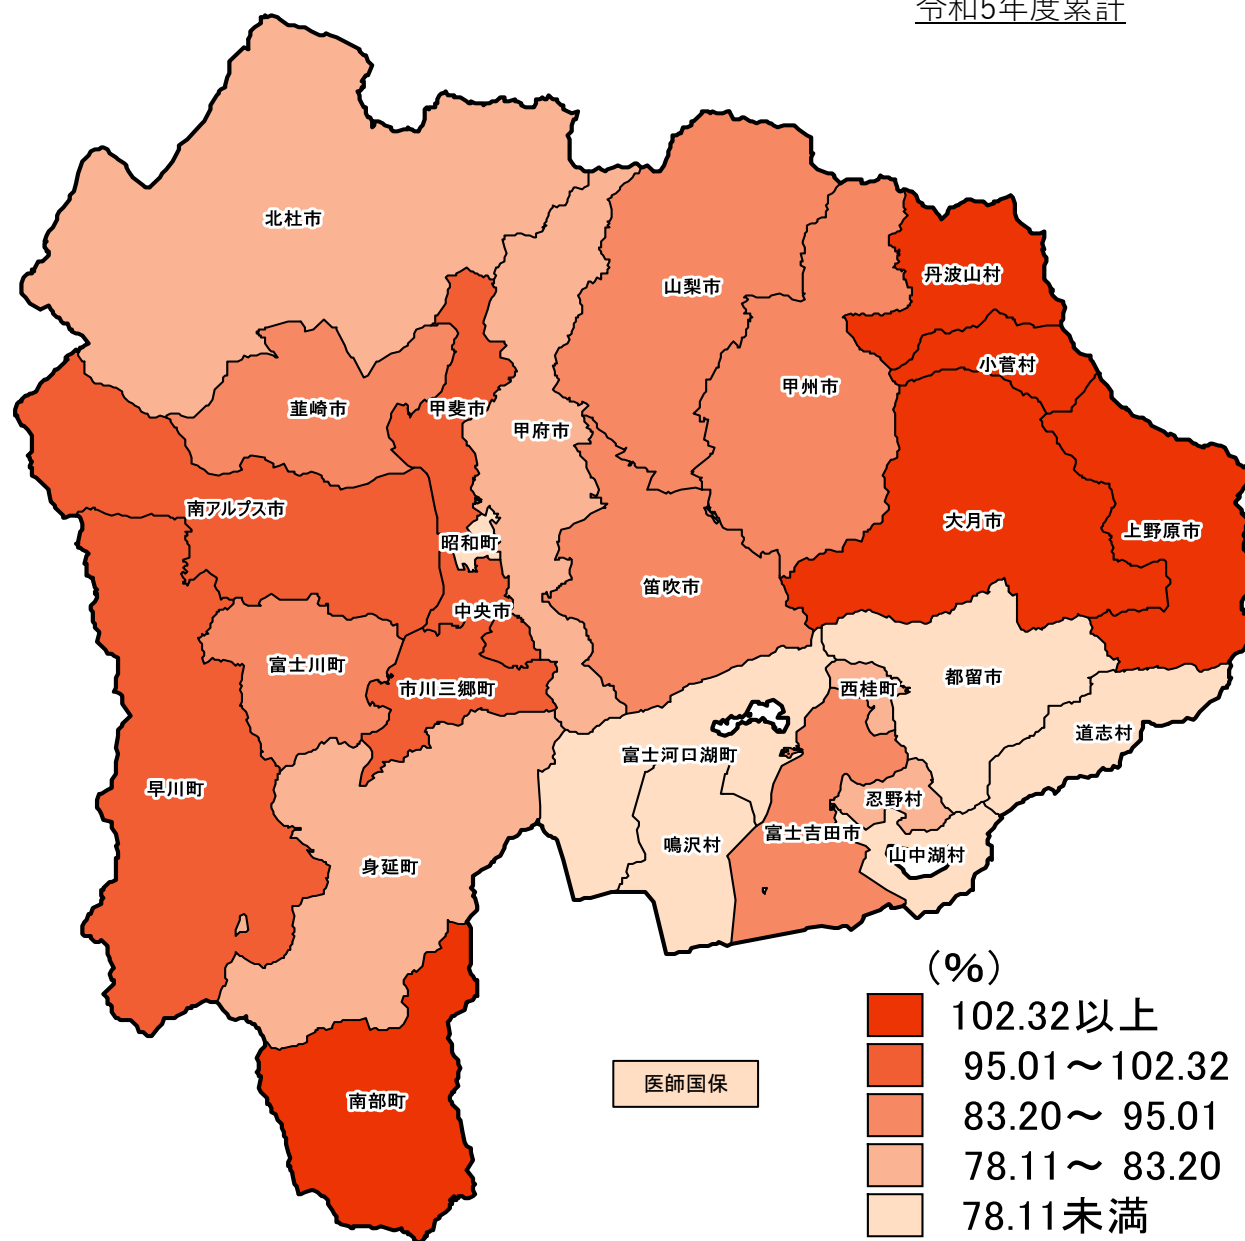 令和5年度累計
北杜市
丹波山村
山梨市
小菅村
甲州市
韮崎市
甲斐市
甲府市
南アルプス市
大月市
上野原市
昭和町
笛吹市
中央市
富士川町
市川三郷町
西桂町
都留市
道志村
富士河口湖町
早川町
忍野村
富士吉田市
鳴沢村
山中湖村
身延町
南部町
医師国保
(%)
102.32以上
95.01～102.32
83.20～ 95.01
78.11～ 83.20
78.11未満